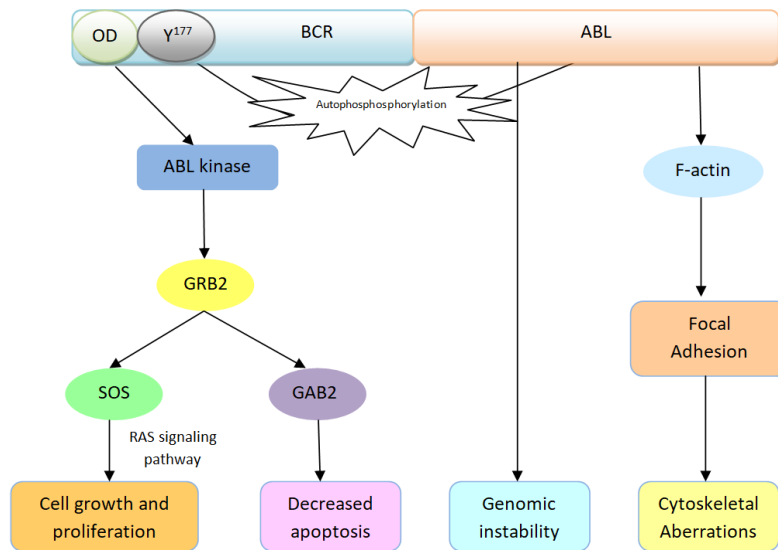 OD
Y¹⁷⁷
BCR
ABL
Autophosphorylation
ABL kinase
F-actin
GRB2
Focal
Adhesion
SOS
GAB2
RAS signaling
pathway
Cell growth and
proliferation
Decreased
apoptosis
Genomic
instability
Cytoskeletal
Aberrations